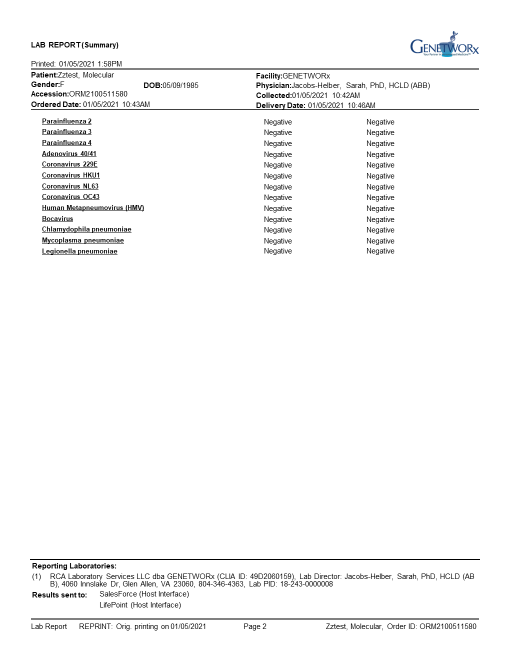 LAB REPORT(Summary)
GENETWORx
Printed: 01/05/2021 1:58PM
Patient:Zztest, Molecular
Gender:F DOB:05/09/1985
Accession:ORM2100511580
Ordered Date: 01/05/2021 10:43AM
Facility:GENETWORx
Physician:Jacobs-Helber, Sarah, PhD, HCLD (ABB)
Collected:01/05/2021 10:42AM
Delivery Date: 01/05/2021 10:46AM
Parainfluenza 2 Negative Negative
Parainfluenza 3 Negative Negative
Parainfluenza 4 Negative Negative
Adenovirus 40/41 Negative Negative
Coronavirus 229E Negative Negative
Coronavirus HKU1 Negative Negative
Coronavirus NL63 Negative Negative
Coronavirus OC43 Negative Negative
Human Metapneumovirus (HMV) Negative Negative
Bocavirus Negative Negative
Chlamydophila pneumoniae Negative Negative
Mycoplasma pneumoniae Negative Negative
Legionella pneumoniae Negative Negative
Reporting Laboratories:
(1) RCA Laboratory Services LLC dba GENETWORx (CLIA ID: 49D2060159), Lab Director: Jacobs-Helber, Sarah, PhD, HCLD (AB
B), 4060 Innslake Dr, Glen Allen, VA 23060, 804-346-4363, Lab PID: 18-243-0000008
Results sent to: SalesForce (Host Interface)
LifePoint (Host Interface)
Lab Report REPRINT: Orig. printing on 01/05/2021 Page 2 Zztest, Molecular, Order ID: ORM2100511580